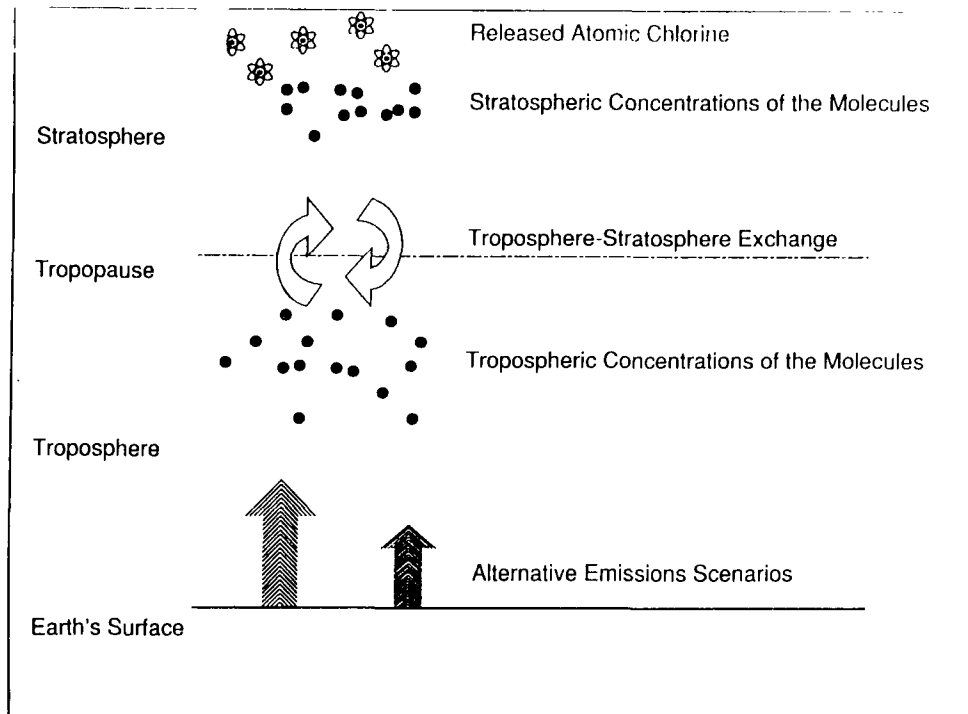 Released Atomic Chlorine
Stratospheric Concentrations of the Molecules
Stratosphere
Troposphere-Stratosphere Exchange
Tropopause
Tropospheric Concentrations of the Molecules
Troposphere
Alternative Emissions Scenarios
Earth's Surface